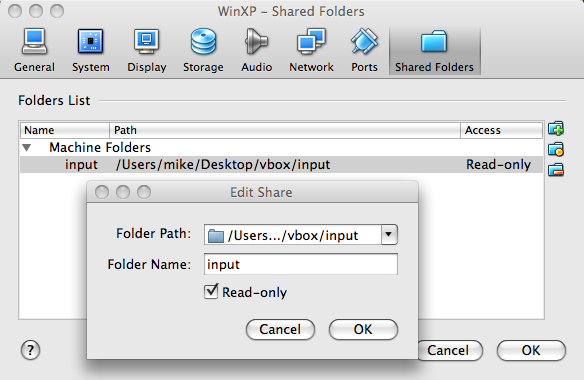 WinXP – Shared Folders
General System Display Storage Audio Network Ports Shared Folders
Folders List
Name Path Access
Machine Folders
input /Users/mike/Desktop/vbox/input Read-only
Edit Share
Folder Path: /Users.../vbox/input
Folder Name: input
Read-only
Cancel OK
? Cancel OK